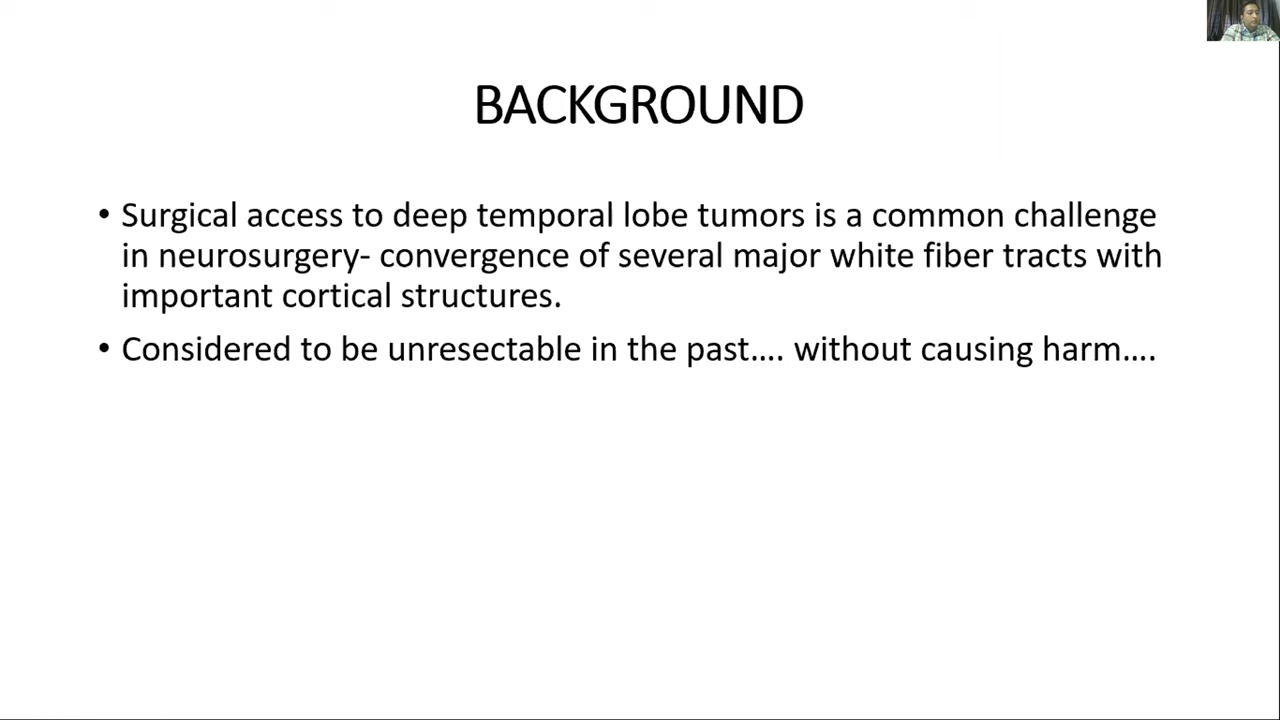 BACKGROUND
• Surgical access to deep temporal lobe tumors is a common challenge
in neurosurgery- convergence of several major white fiber tracts with
important cortical structures.
• Considered to be unresectable in the past.... without causing harm....